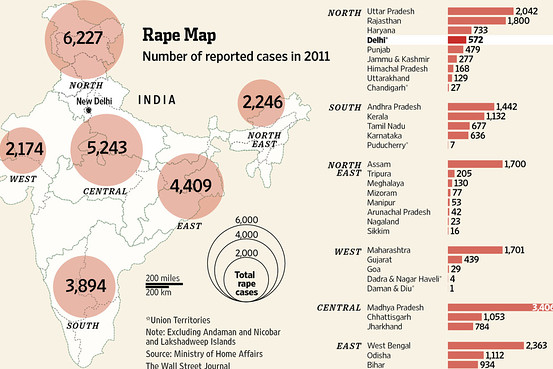 Rape Map
Number of reported cases in 2011
6,227
NORTH
New Delhi
INDIA
2,246
NORTH
EAST
2,174
WEST
5,243
CENTRAL
4,409
EAST
3,894
SOUTH
6,000
4,000
2,000
Total
rape
cases
200 miles
200 km
*Union Territories
Note: Excluding Andaman and Nicobar
and Lakshadweep Islands
Source: Ministry of Home Affairs
The Wall Street Journal
NORTH Uttar Pradesh 2,042
Rajasthan 1,800
Haryana 733
Delhi* 572
Punjab 479
Jammu & Kashmir 277
Himachal Pradesh 168
Uttarakhand 129
Chandigarh* 27
SOUTH Andhra Pradesh 1,442
Kerala 1,132
Tamil Nadu 677
Karnataka 636
Puducherry* 7
NORTH EAST Assam 1,700
Tripura 205
Meghalaya 130
Mizoram 77
Manipur 53
Arunachal Pradesh 42
Nagaland 23
Sikkim 16
WEST Maharashtra 1,701
Gujarat 439
Goa 29
Dadra & Nagar Haveli* 4
Daman & Diu* 1
CENTRAL Madhya Pradesh 3,406
Chhattisgarh 1,053
Jharkhand 784
EAST West Bengal 2,363
Odisha 1,112
Bihar 934